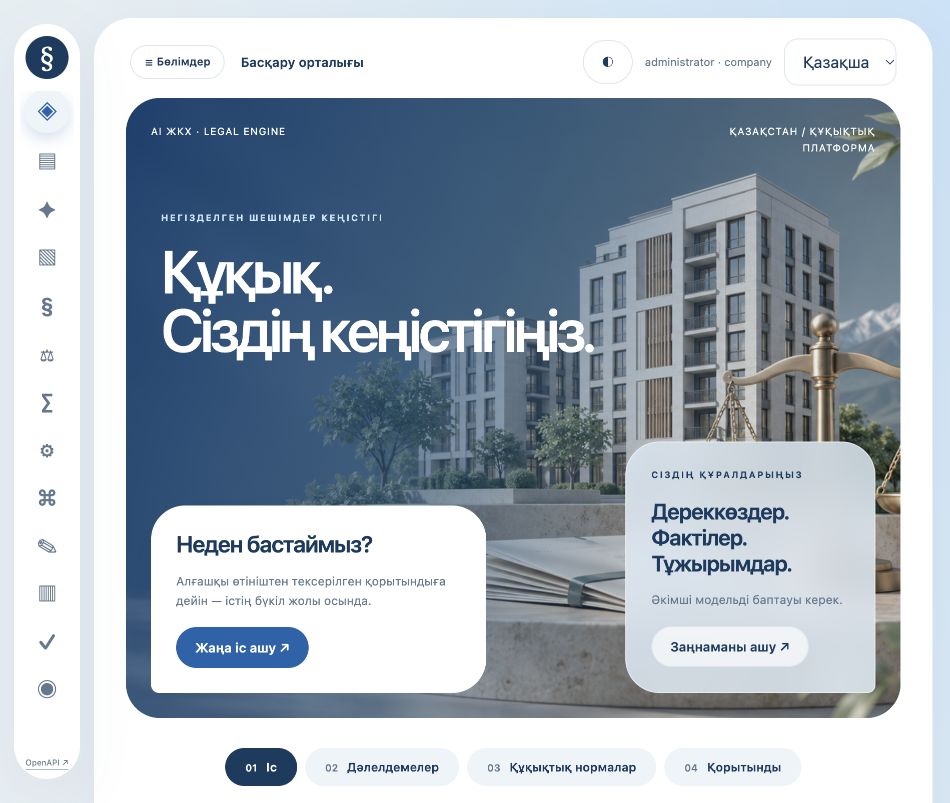 §
≡ Бөлімдер
Басқару орталығы
administrator · company
Қазақша
AI ЖКХ · LEGAL ENGINE
ҚАЗАҚСТАН / ҚҰҚЫҚТЫҚ
ПЛАТФОРМА
НЕГІЗДЕЛГЕН ШЕШІМДЕР КЕҢІСТІГІ
Құқық.
Сіздің кеңістігіңіз.
Неден бастаймыз?
Алғашқы өтініштен тексерілген қорытындыға
дейін — істің бүкіл жолы осында.
Жаңа іс ашу ↗
СІЗДІҢ ҚҰРАЛДАРЫҢЫЗ
Дереккөздер.
Фактілер.
Тұжырымдар.
Әкімші модельді баптауы керек.
Заңнаманы ашу ↗
§
∑
⌘
OpenAPI ↗
01 Іс
02 Дәлелдемелер
03 Құқықтық нормалар
04 Қорытынды